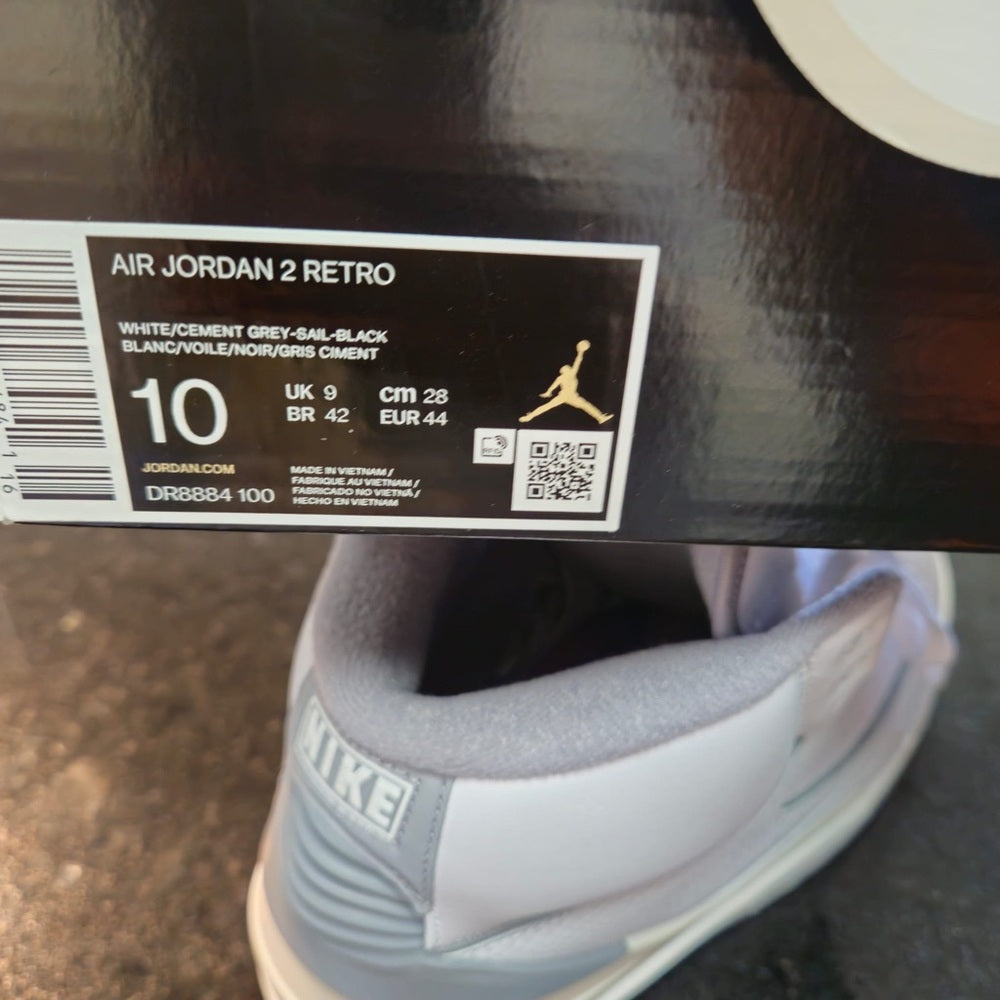 AIR JORDAN 2 RETRO
WHITE/CEMENT GREY-SAIL-BLACK
BLANC/VOILE/NOIR/GRIS CIMENT
10
UK 9 cm 28
BR 42 EUR 44
RFID
JORDAN.COM
DR8884 100
MADE IN VIETNAM /
FABRIQUE AU VIETNAM /
FABRICADO NO VIETNÃ /
HECHO EN VIETNAM
NIKE